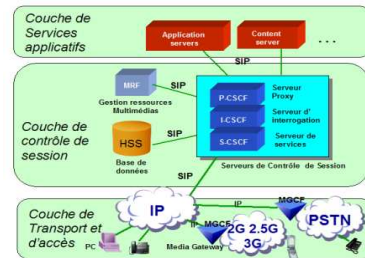 Couche de
Services
applicatifs
Application
servers
Content
server
. . .
SIP
MRF
SIP
Gestion ressources
Multimédias
P-CSCF
Serveur
Proxy
I-CSCF
Serveur d'
interrogation
S-CSCF
Serveur de
services
Couche de
contrôle de
session
HSS
SIP
Base de
données
Serveurs de Contrôle de Session
SIP
Couche de
Transport et
d'accès
IP
IP
MGCF
PSTN
IP
MGCF
2G 2.5G
3G
PC
Media Gateway